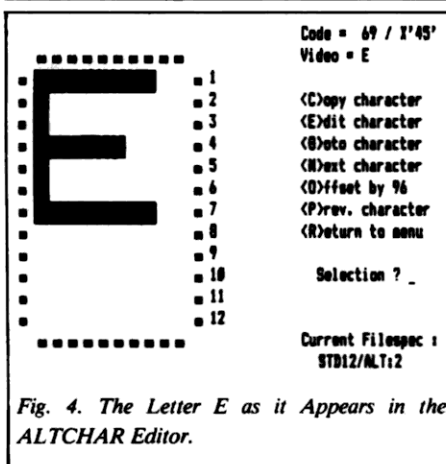 Code = 69 / X'45'
Video = E
1
2 <C>opy character
3 <E>dit character
4 <G>oto character
5 <N>ext character
6 <O>ffset by 96
7 <P>rev. character
8 <R>eturn to menu
9
10 Selection ? _
11
12
Current Filespec :
STD12/ALT:2
Fig. 4. The Letter E as it Appears in the
ALTCHAR Editor.